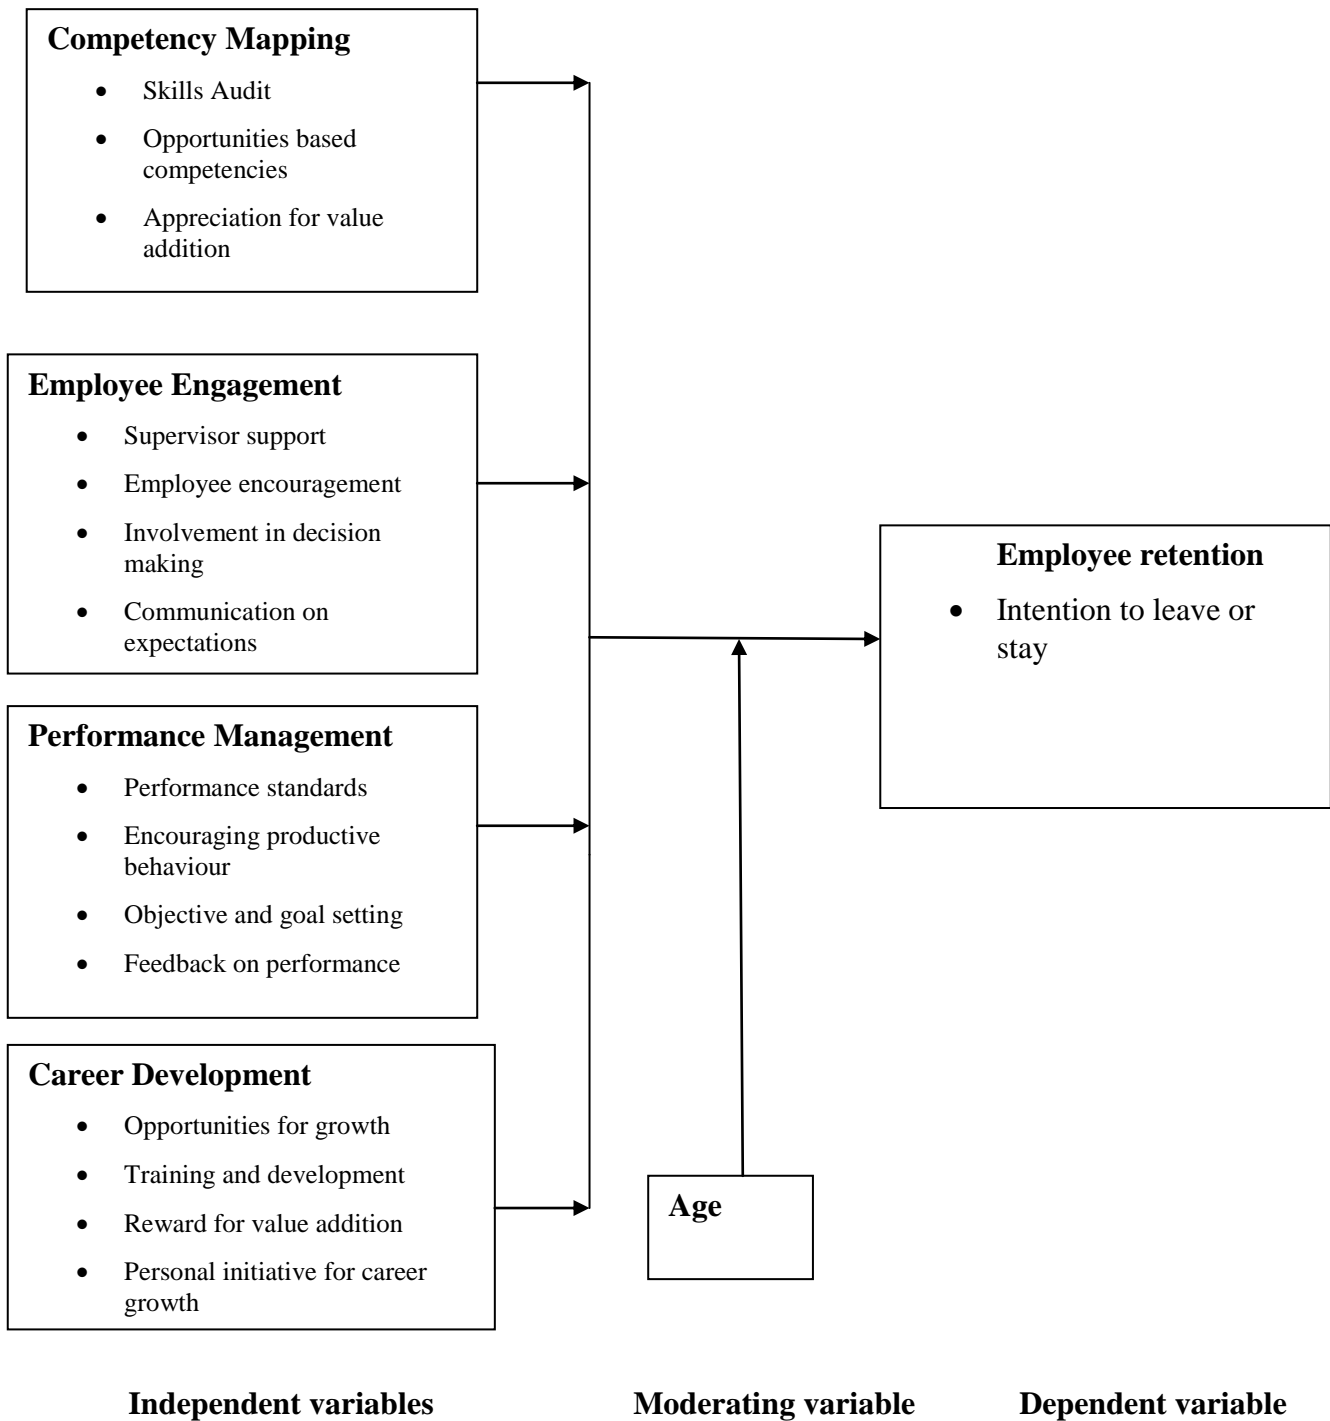 Competency Mapping
• Skills Audit
• Opportunities based
competencies
• Appreciation for value
addition
Employee Engagement
• Supervisor support
• Employee encouragement
• Involvement in decision
making
• Communication on
expectations
Performance Management
• Performance standards
• Encouraging productive
behaviour
• Objective and goal setting
• Feedback on performance
Career Development
• Opportunities for growth
• Training and development
• Reward for value addition
• Personal initiative for career
growth
Age
Employee retention
• Intention to leave or
stay
Independent variables
Moderating variable
Dependent variable